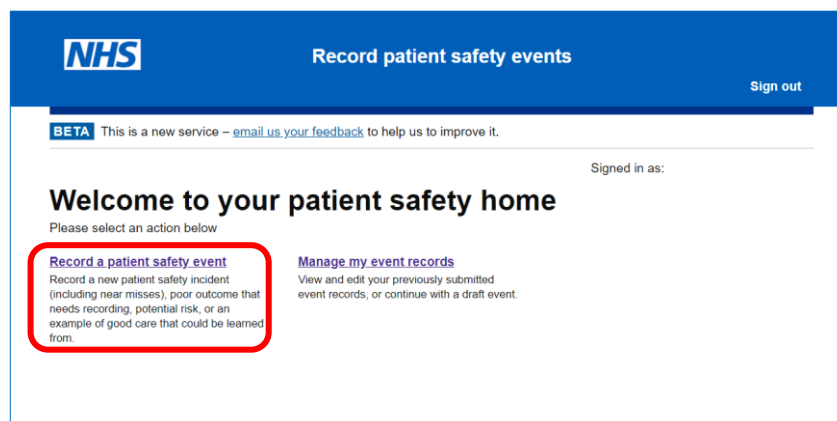 NHS
Record patient safety events
Sign out
BETA This is a new service – email us your feedback to help us to improve it.
Signed in as:
Welcome to your patient safety home
Please select an action below
Record a patient safety event
Record a new patient safety incident
(including near misses), poor outcome that
needs recording, potential risk, or an
example of good care that could be learned
from.
Manage my event records
View and edit your previously submitted
event records, or continue with a draft event.